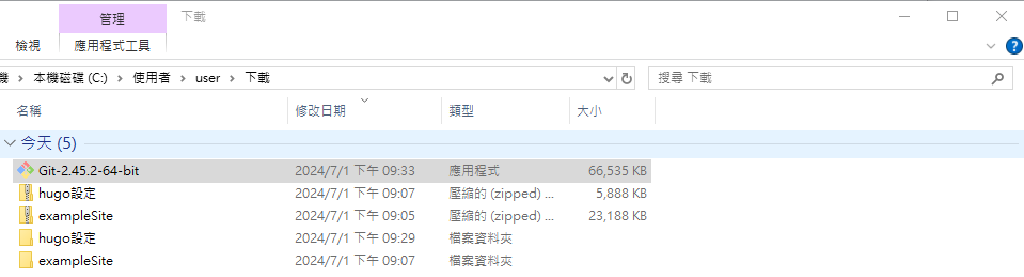 管理 下載
檢視 應用程式工具
機 › 本機磁碟 (C:) › 使用者 › user › 下載 搜尋 下載
名稱 修改日期 類型 大小
今天 (5)
Git-2.45.2-64-bit 2024/7/1 下午 09:33 應用程式 66,535 KB
hugo設定 2024/7/1 下午 09:07 壓縮的 (zipped) ... 5,888 KB
exampleSite 2024/7/1 下午 09:05 壓縮的 (zipped) ... 23,188 KB
hugo設定 2024/7/1 下午 09:29 檔案資料夾
exampleSite 2024/7/1 下午 09:07 檔案資料夾